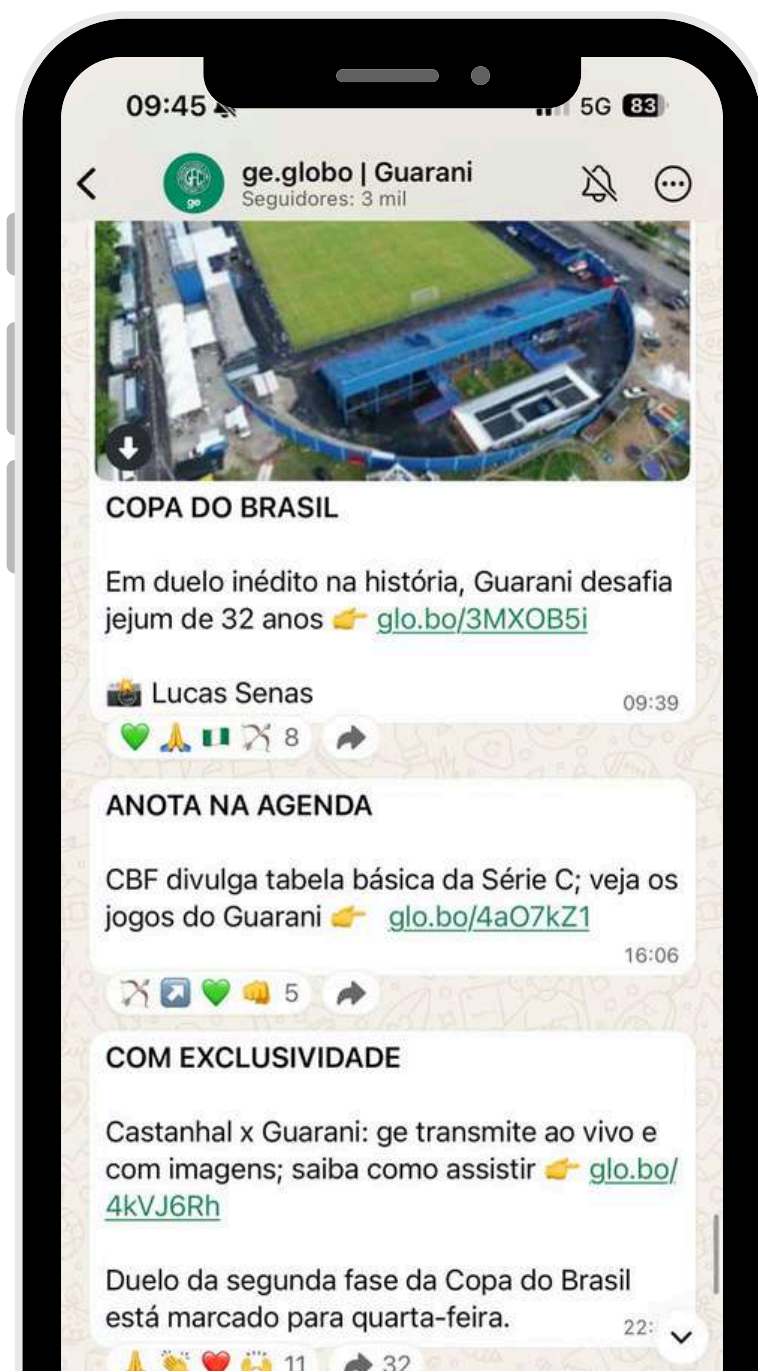 09:45
5G 83
ge.globo | Guarani
Seguidores: 3 mil
COPA DO BRASIL
Em duelo inédito na história, Guarani desafia
jejum de 32 anos 👉 glo.bo/3MXOB5i
📸 Lucas Senas
09:39
💚 🙏 🇳🇬 🏹 8
ANOTA NA AGENDA
CBF divulga tabela básica da Série C; veja os
jogos do Guarani 👉 glo.bo/4aO7kZ1
16:06
🏹 ↗️ 💚 👊 5
COM EXCLUSIVIDADE
Castanhal x Guarani: ge transmite ao vivo e
com imagens; saiba como assistir 👉 glo.bo/
4kVJ6Rh
Duelo da segunda fase da Copa do Brasil
está marcado para quarta-feira.
22:
🙏 👏 ❤️ 🙌 11
32